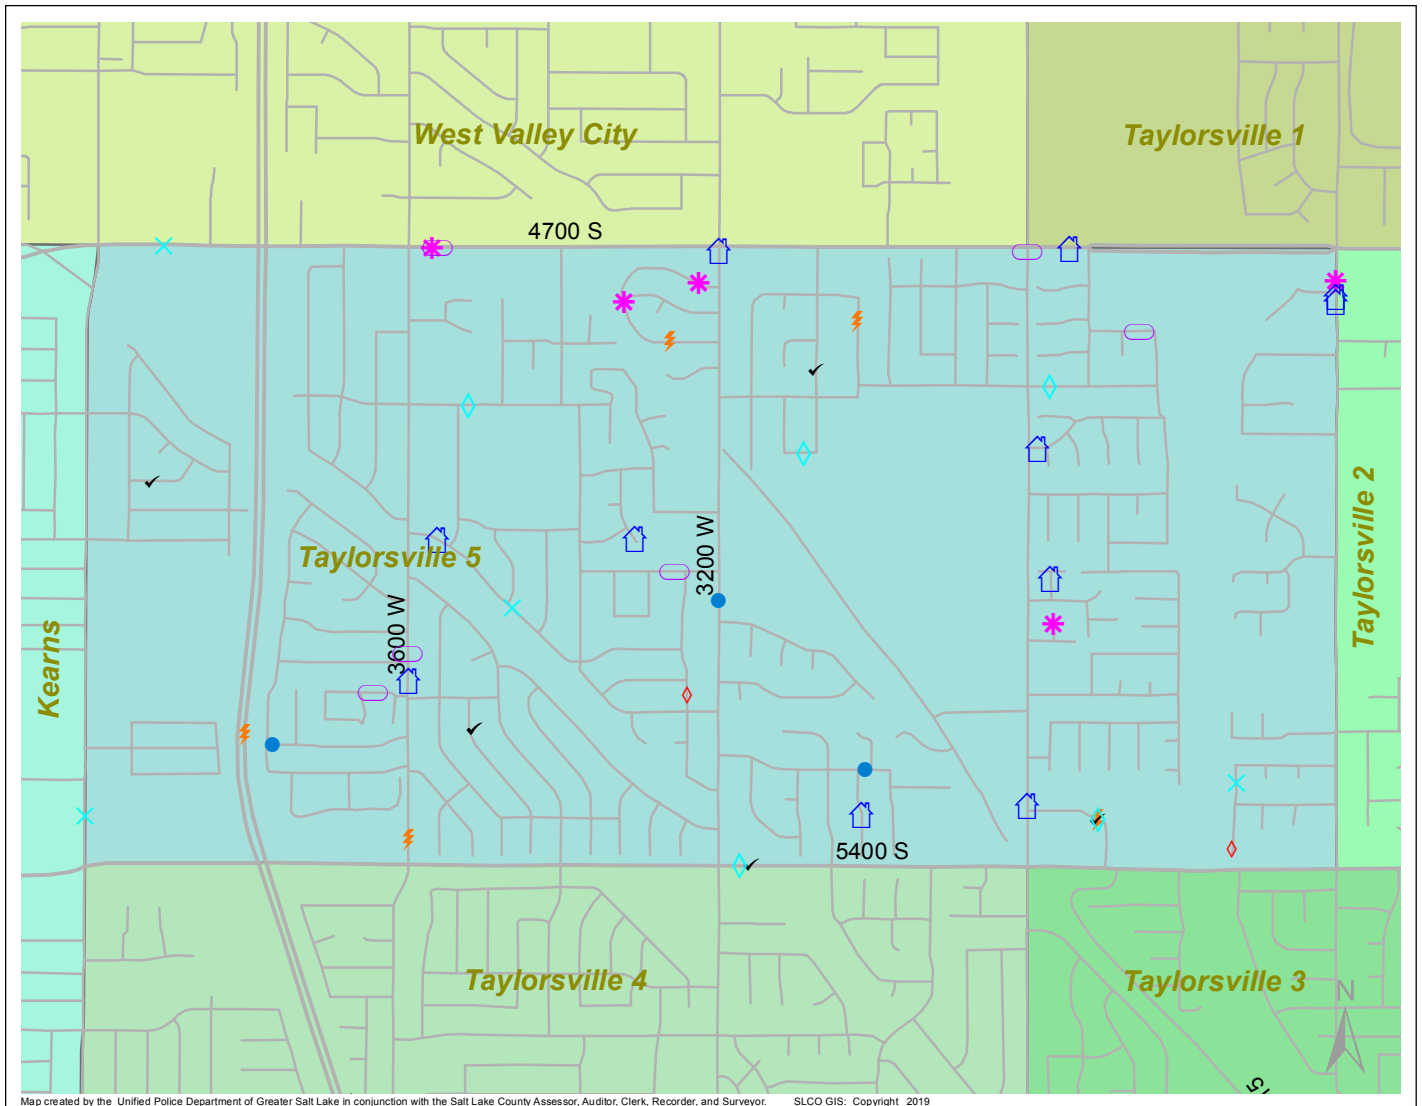 West Valley City
Taylorsville 1
4700 S
Taylorsville 2
3200 W
Taylorsville 5
3600 W
Kearns
5400 S
Taylorsville 4
Taylorsville 3
N
15
Map created by the Unified Police Department of Greater Salt Lake in conjunction with the Salt Lake County Assessor, Auditor, Clerk, Recorder, and Surveyor. SLCO GIS: Copyright 2019